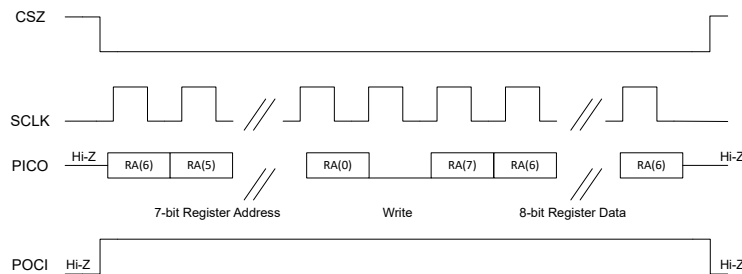 CSZ
SCLK
PICO Hi-Z RA(6) RA(5) RA(0) RA(7) RA(6) RA(6) Hi-Z
7-bit Register Address Write 8-bit Register Data
POCI Hi-Z Hi-Z